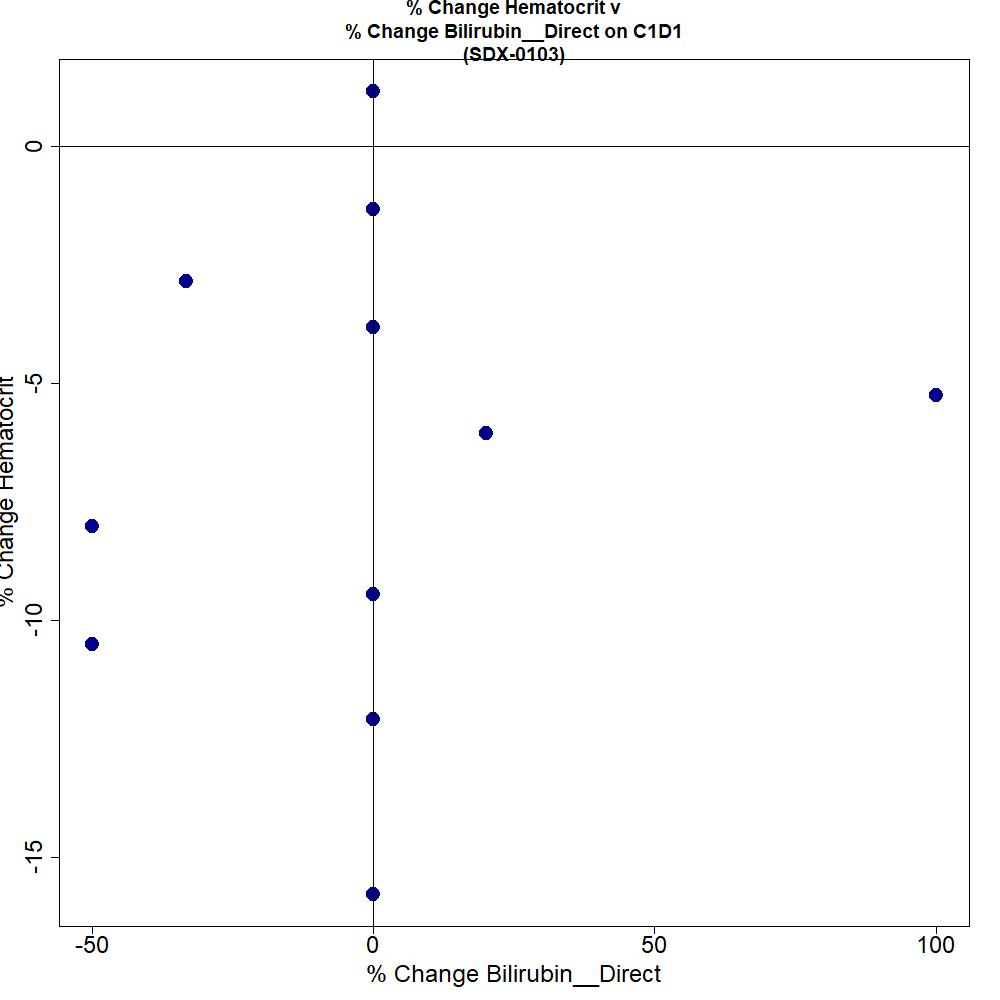 % Change Hematocrit v
% Change Bilirubin__Direct on C1D1
(SDX-0103)
% Change Hematocrit
0
-5
-10
-15
-50
0
50
100
% Change Bilirubin__Direct